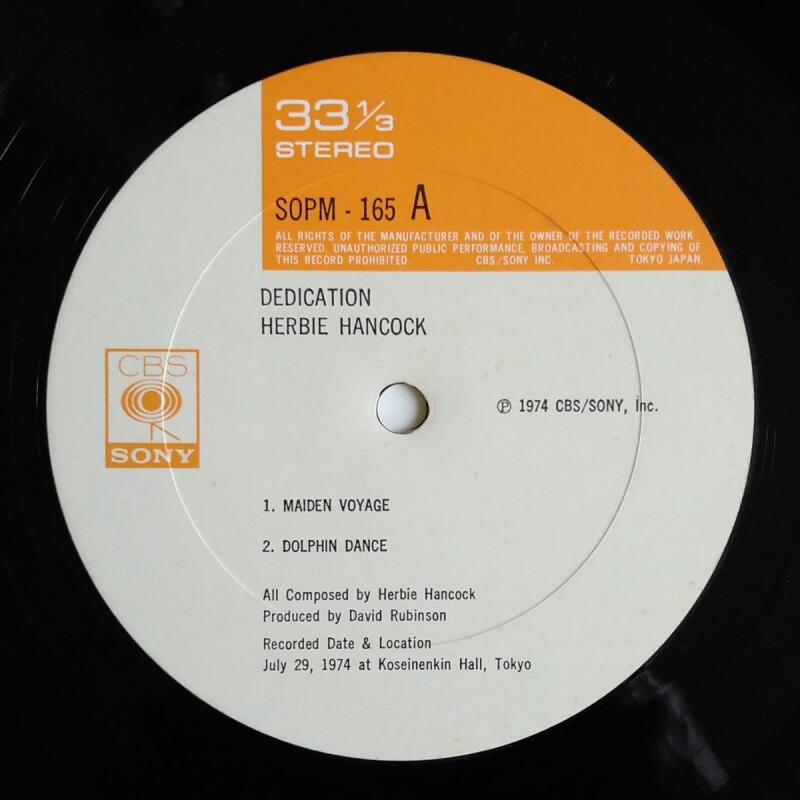 33 1/3
STEREO
SOPM - 165 A
ALL RIGHTS OF THE MANUFACTURER AND OF THE OWNER OF THE RECORDED WORK
RESERVED. UNAUTHORIZED PUBLIC PERFORMANCE, BROADCASTING AND COPYING OF
THIS RECORD PROHIBITED. CBS/SONY INC. TOKYO JAPAN.
DEDICATION
HERBIE HANCOCK
CBS
SONY
℗ 1974 CBS/SONY, Inc.
1. MAIDEN VOYAGE
2. DOLPHIN DANCE
All Composed by Herbie Hancock
Produced by David Rubinson
Recorded Date & Location
July 29, 1974 at Koseinenkin Hall, Tokyo